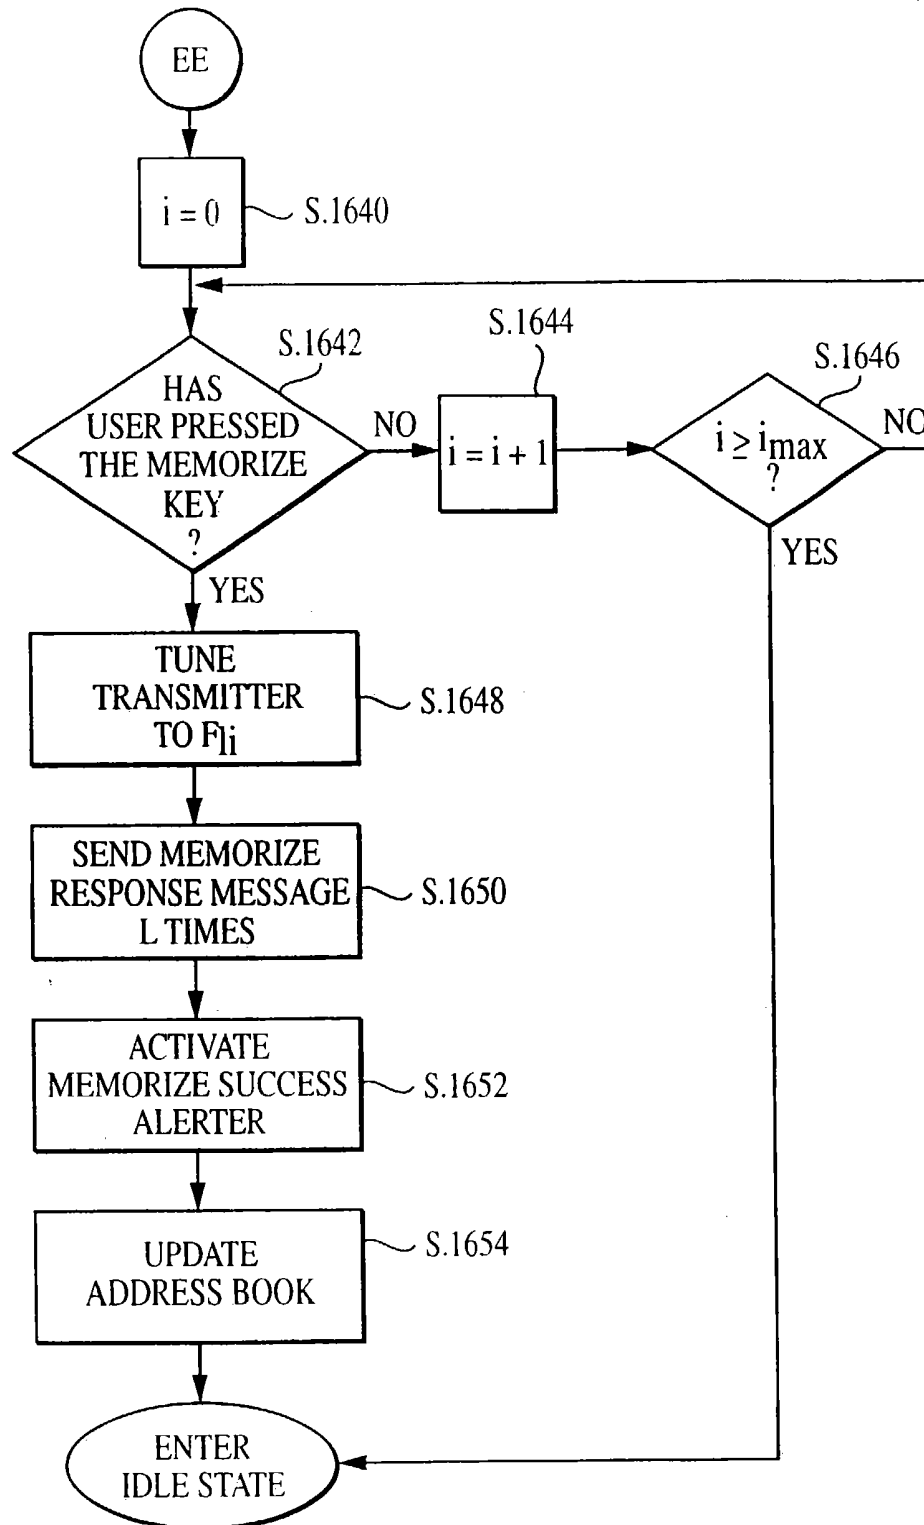 EE
i = 0
S.1640
S.1642
HAS
USER PRESSED
THE MEMORIZE
KEY
?
NO
S.1644
i = i + 1
S.1646
i ≥ imax
?
NO
YES
YES
TUNE
TRANSMITTER
TO Fli
S.1648
SEND MEMORIZE
RESPONSE MESSAGE
L TIMES
S.1650
ACTIVATE
MEMORIZE SUCCESS
ALERTER
S.1652
UPDATE
ADDRESS BOOK
S.1654
ENTER
IDLE STATE